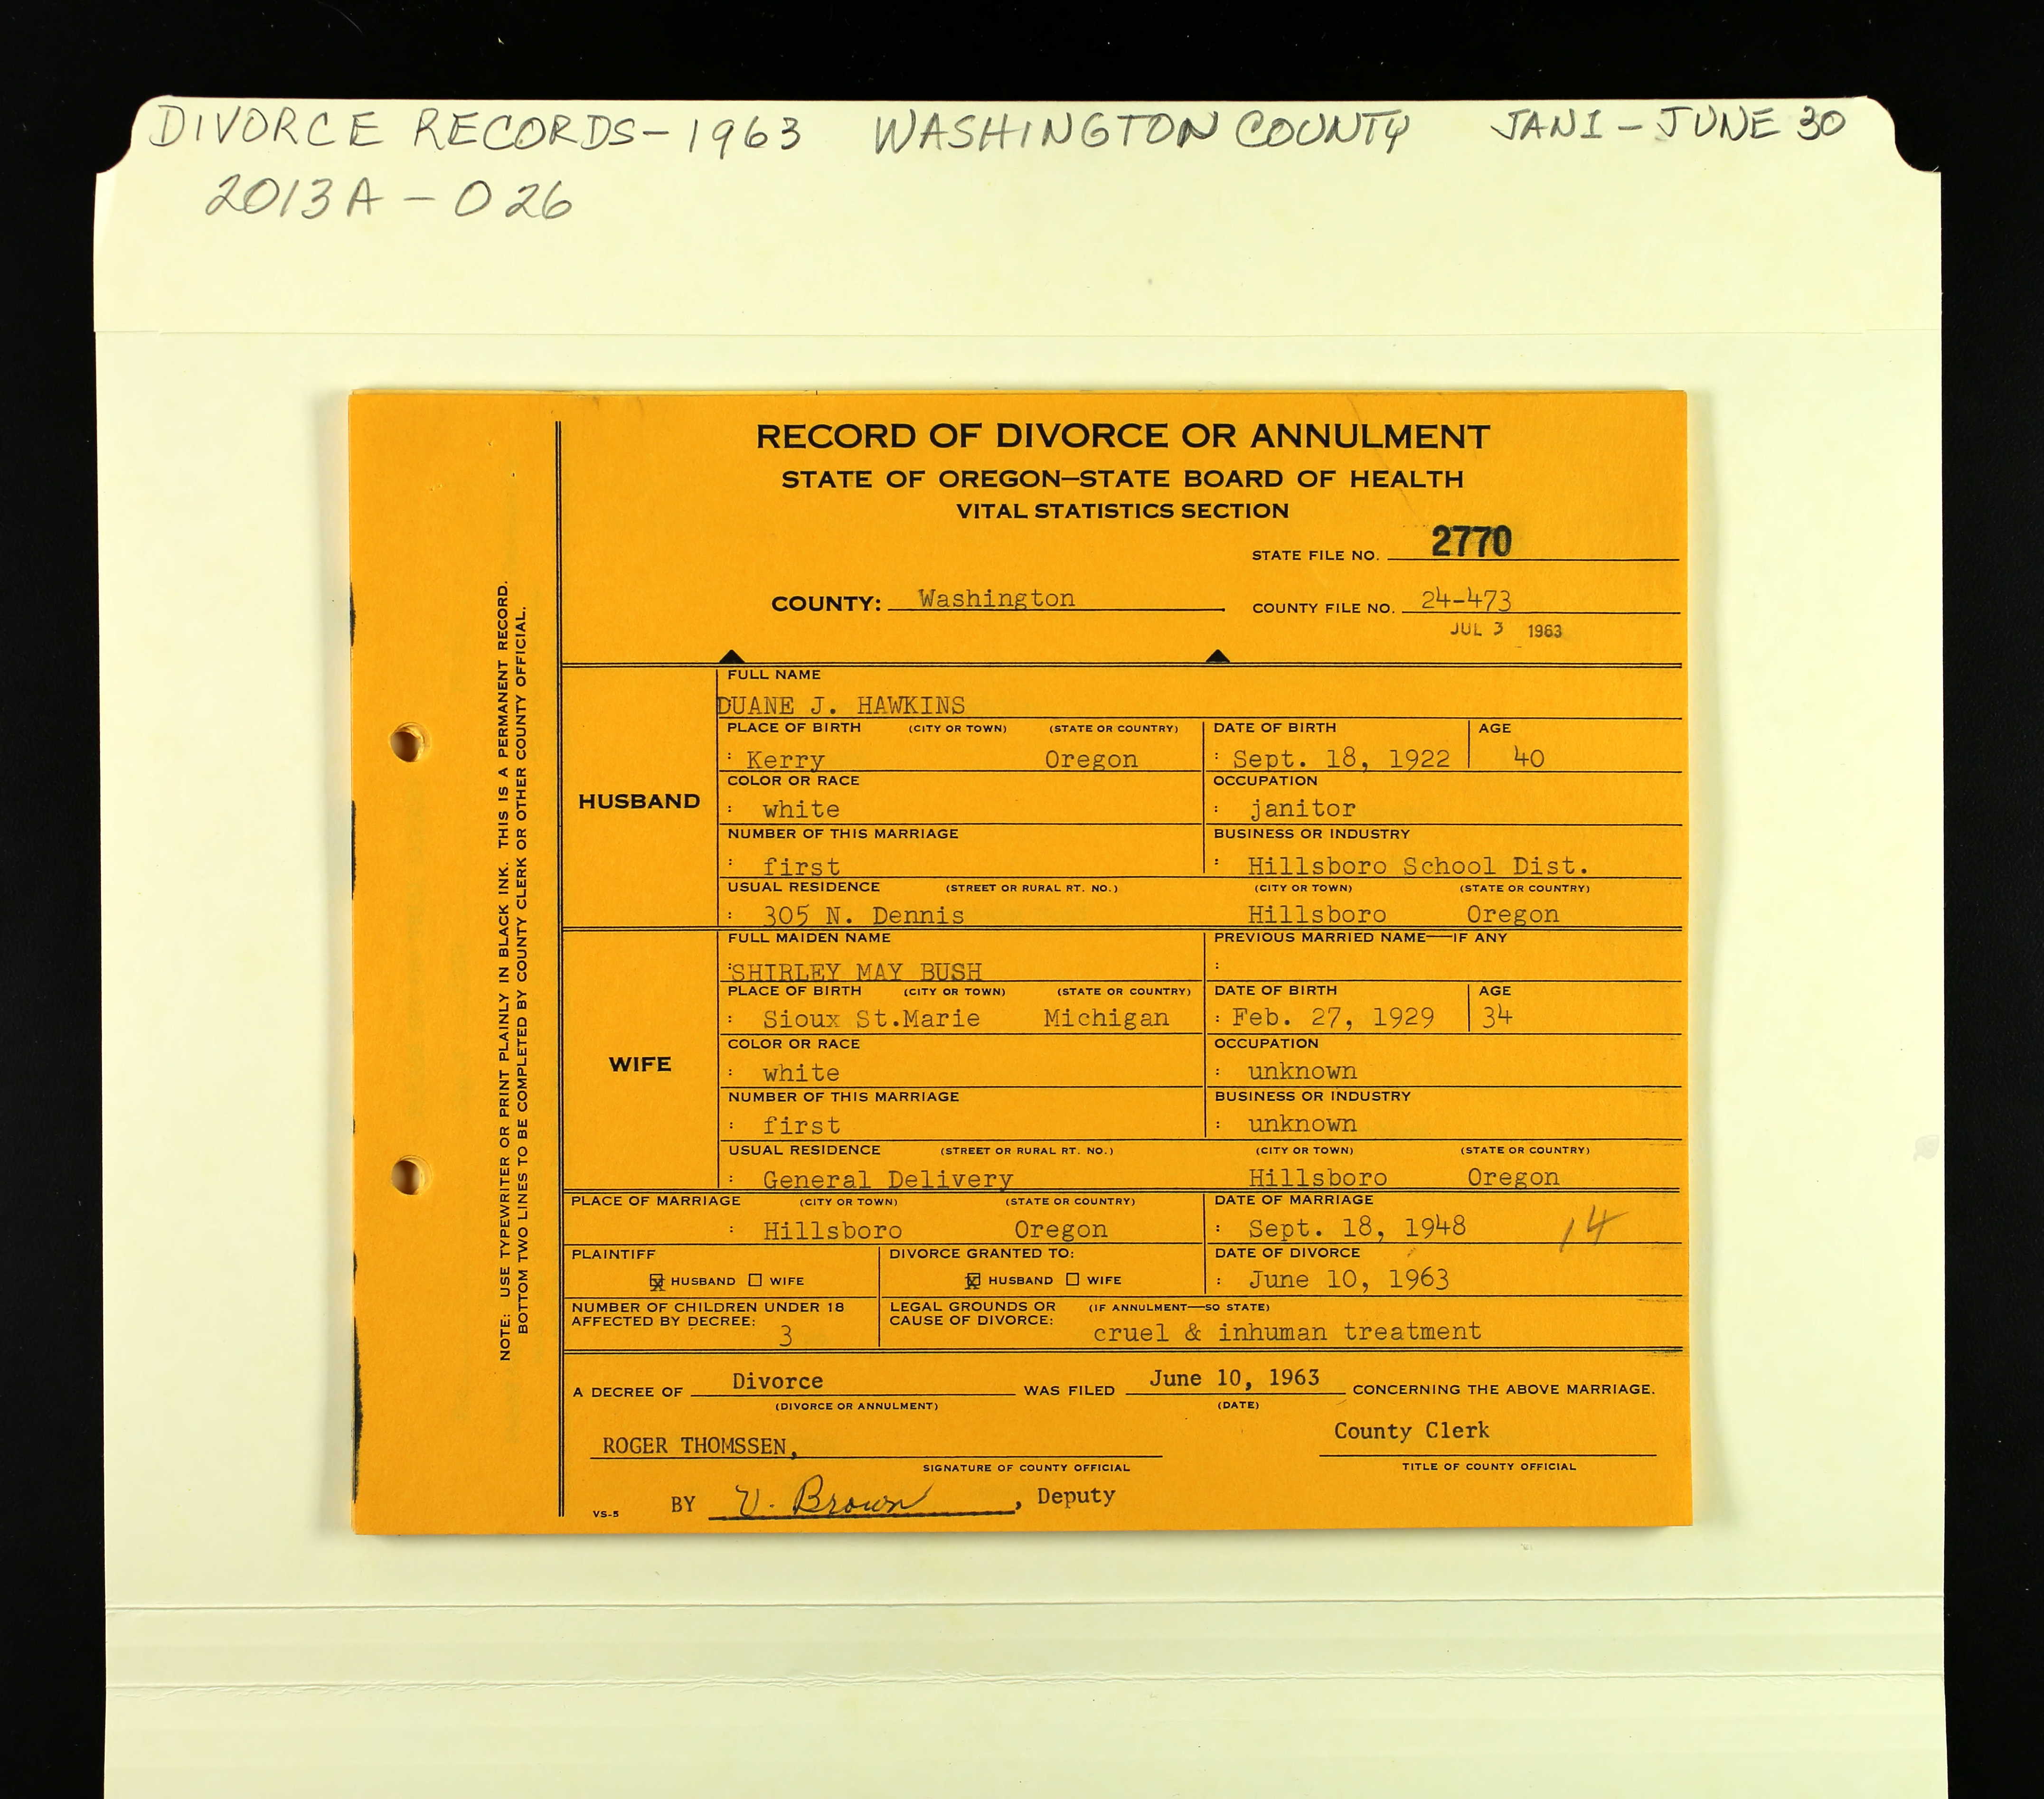 DIVORCE RECORDS-1963 WASHINGTON COUNTY JAN 1 - JUNE 30
2013A - 026
RECORD OF DIVORCE OR ANNULMENT
STATE OF OREGON—STATE BOARD OF HEALTH
VITAL STATISTICS SECTION
STATE FILE NO. 2770
COUNTY: Washington COUNTY FILE NO. 24-473
JUL 3 1963
NOTE: USE TYPEWRITER OR PRINT PLAINLY IN BLACK INK. THIS IS A PERMANENT RECORD.
BOTTOM TWO LINES TO BE COMPLETED BY COUNTY CLERK OR OTHER COUNTY OFFICIAL.
HUSBAND
FULL NAME
DUANE J. HAWKINS
PLACE OF BIRTH (CITY OR TOWN) (STATE OR COUNTRY) DATE OF BIRTH AGE
: Kerry Oregon : Sept. 18, 1922 40
COLOR OR RACE OCCUPATION
: white : janitor
NUMBER OF THIS MARRIAGE BUSINESS OR INDUSTRY
: first : Hillsboro School Dist.
USUAL RESIDENCE (STREET OR RURAL RT. NO.) (CITY OR TOWN) (STATE OR COUNTRY)
: 305 N. Dennis Hillsboro Oregon
WIFE
FULL MAIDEN NAME PREVIOUS MARRIED NAME—IF ANY
:SHIRLEY MAY BUSH :
PLACE OF BIRTH (CITY OR TOWN) (STATE OR COUNTRY) DATE OF BIRTH AGE
: Sioux St.Marie Michigan : Feb. 27, 1929 34
COLOR OR RACE OCCUPATION
: white : unknown
NUMBER OF THIS MARRIAGE BUSINESS OR INDUSTRY
: first : unknown
USUAL RESIDENCE (STREET OR RURAL RT. NO.) (CITY OR TOWN) (STATE OR COUNTRY)
: General Delivery Hillsboro Oregon
PLACE OF MARRIAGE (CITY OR TOWN) (STATE OR COUNTRY) DATE OF MARRIAGE
: Hillsboro Oregon : Sept. 18, 1948 14
PLAINTIFF DIVORCE GRANTED TO: DATE OF DIVORCE
☒ HUSBAND ☐ WIFE ☒ HUSBAND ☐ WIFE : June 10, 1963
NUMBER OF CHILDREN UNDER 18 LEGAL GROUNDS OR (IF ANNULMENT—SO STATE)
AFFECTED BY DECREE: 3 CAUSE OF DIVORCE: cruel & inhuman treatment
A DECREE OF Divorce WAS FILED June 10, 1963 CONCERNING THE ABOVE MARRIAGE.
(DIVORCE OR ANNULMENT) (DATE)
ROGER THOMSSEN, County Clerk
SIGNATURE OF COUNTY OFFICIAL TITLE OF COUNTY OFFICIAL
VS-5 BY V. Brown, Deputy